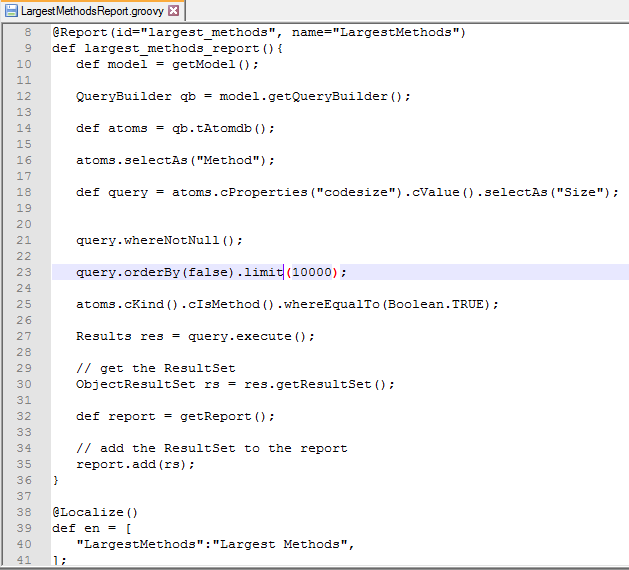 LargestMethodsReport.groovy
8 @Report(id="largest_methods", name="LargestMethods")
9 def largest_methods_report(){
10    def model = getModel();
11
12    QueryBuilder qb = model.getQueryBuilder();
13
14    def atoms = qb.tAtomdb();
15
16    atoms.selectAs("Method");
17
18    def query = atoms.cProperties("codesize").cValue().selectAs("Size");
19
20
21    query.whereNotNull();
22
23    query.orderBy(false).limit(10000);
24
25    atoms.cKind().cIsMethod().whereEqualTo(Boolean.TRUE);
26
27    Results res = query.execute();
28
29    // get the ResultSet
30    ObjectResultSet rs = res.getResultSet();
31
32    def report = getReport();
33
34    // add the ResultSet to the report
35    report.add(rs);
36 }
37
38 @Localize()
39 def en = [
40    "LargestMethods":"Largest Methods",
41 ];